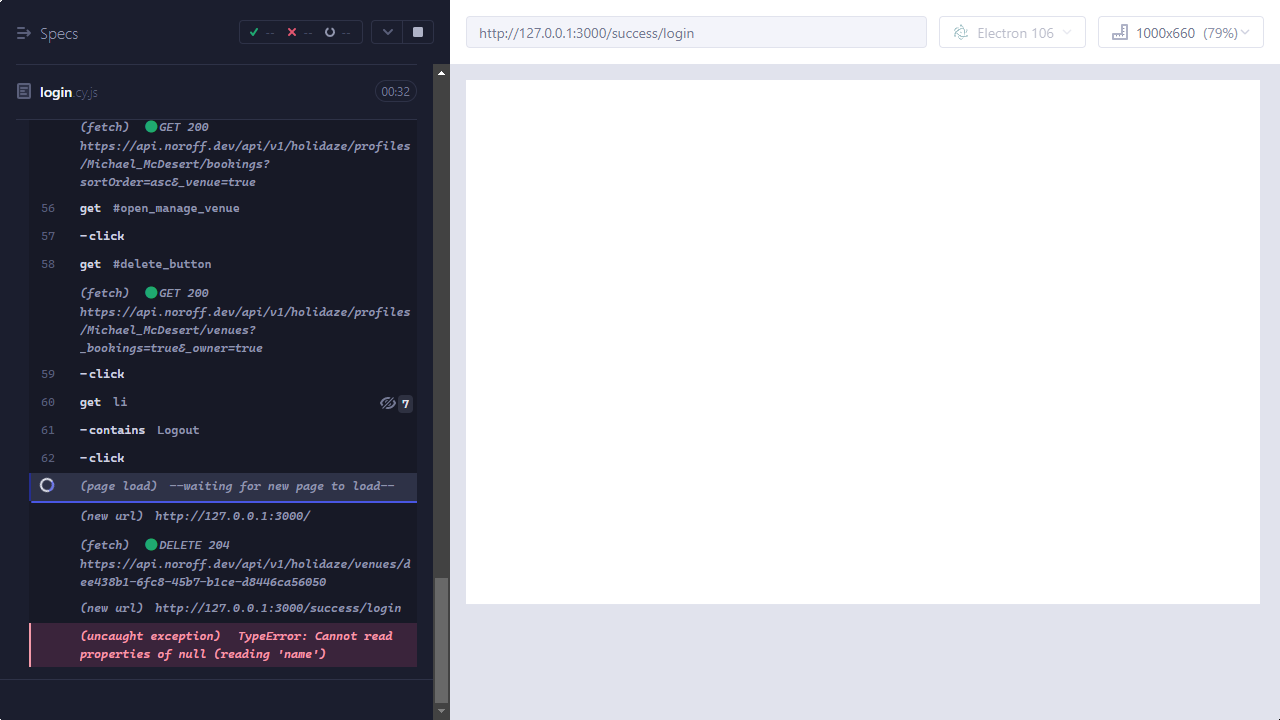 Specs
-- -- --
http://127.0.0.1:3000/success/login
Electron 106
1000x660 (79%)
login.cy.js
00:32
(fetch) GET 200
https://api.noroff.dev/api/v1/holidaze/profiles
/Michael_McDesert/bookings?
sortOrder=asc&_venue=true
56 get #open_manage_venue
57 -click
58 get #delete_button
(fetch) GET 200
https://api.noroff.dev/api/v1/holidaze/profiles
/Michael_McDesert/venues?
_bookings=true&_owner=true
59 -click
60 get li 7
61 -contains Logout
62 -click
(page load) --waiting for new page to load--
(new url) http://127.0.0.1:3000/
(fetch) DELETE 204
https://api.noroff.dev/api/v1/holidaze/venues/d
ee438b1-6fc8-45b7-b1ce-d8446ca56050
(new url) http://127.0.0.1:3000/success/login
(uncaught exception) TypeError: Cannot read
properties of null (reading 'name')